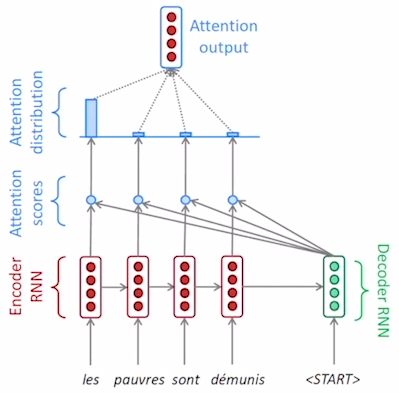 Attention
output
Attention
distribution
Attention
scores
Encoder
RNN
Decoder RNN
les pauvres sont démunis <START>